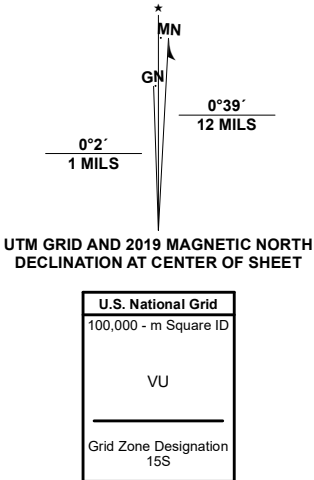 MN
GN
0°39´
12 MILS
0°2´
1 MILS
UTM GRID AND 2019 MAGNETIC NORTH
DECLINATION AT CENTER OF SHEET
U.S. National Grid
100,000 - m Square ID
VU
Grid Zone Designation
15S